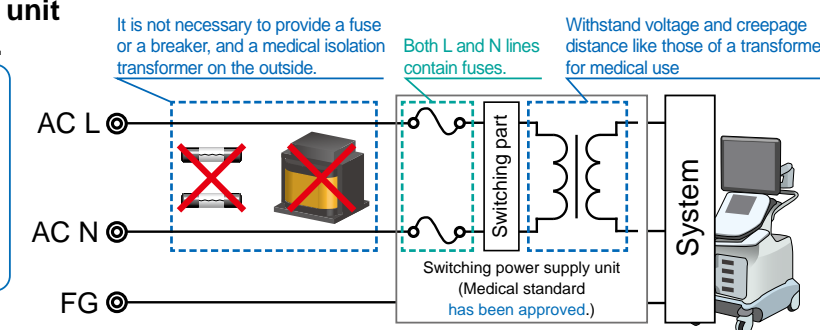 unit
It is not necessary to provide a fuse
or a breaker, and a medical isolation
transformer on the outside.
Both L and N lines
contain fuses.
Withstand voltage and creepage
distance like those of a transforme
for medical use
AC L
AC N
FG
Switching part
System
Switching power supply unit
(Medical standard
has been approved.)